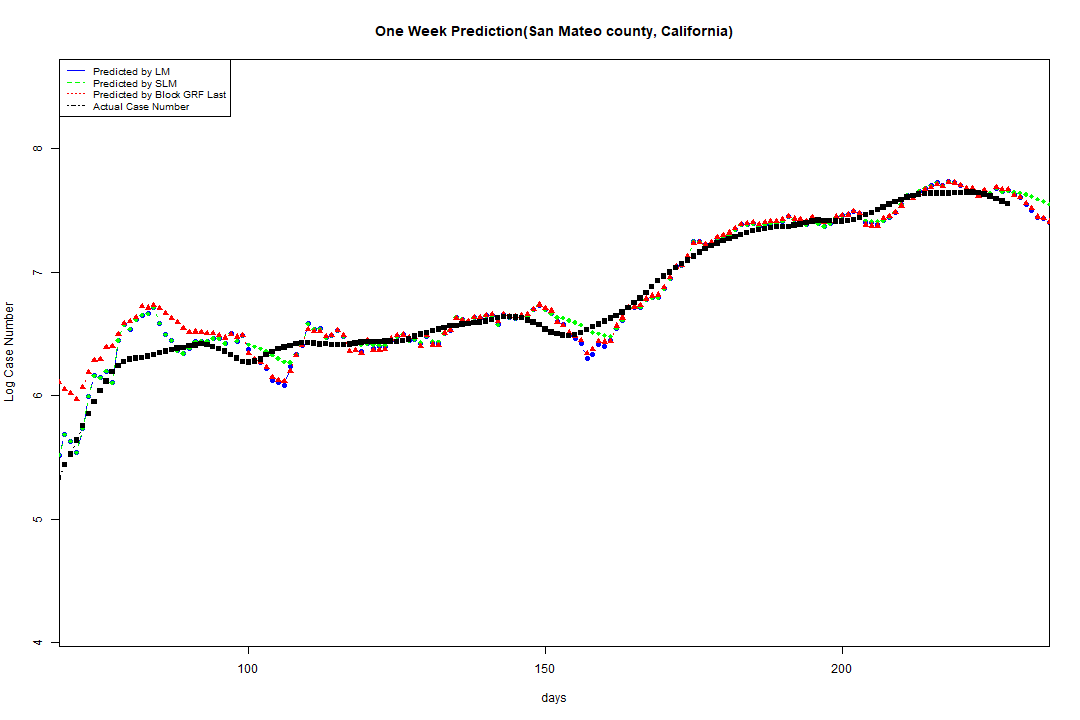 One Week Prediction(San Mateo county, California)
Predicted by LM
Predicted by SLM
Predicted by Block GRF Last
Actual Case Number
8
7
6
5
4
Log Case Number
100 150 200
days